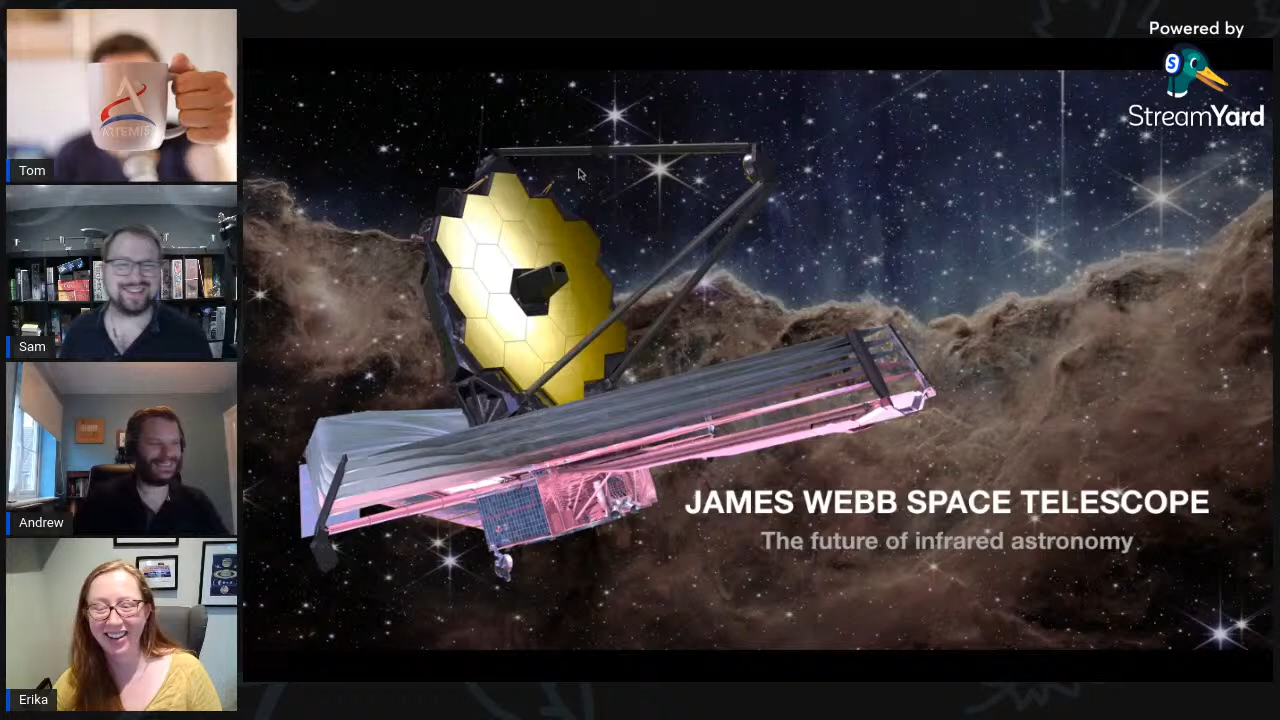 Powered by
S
StreamYard
ARTEMIS
Tom
Sam
Andrew
Erika
JAMES WEBB SPACE TELESCOPE
The future of infrared astronomy